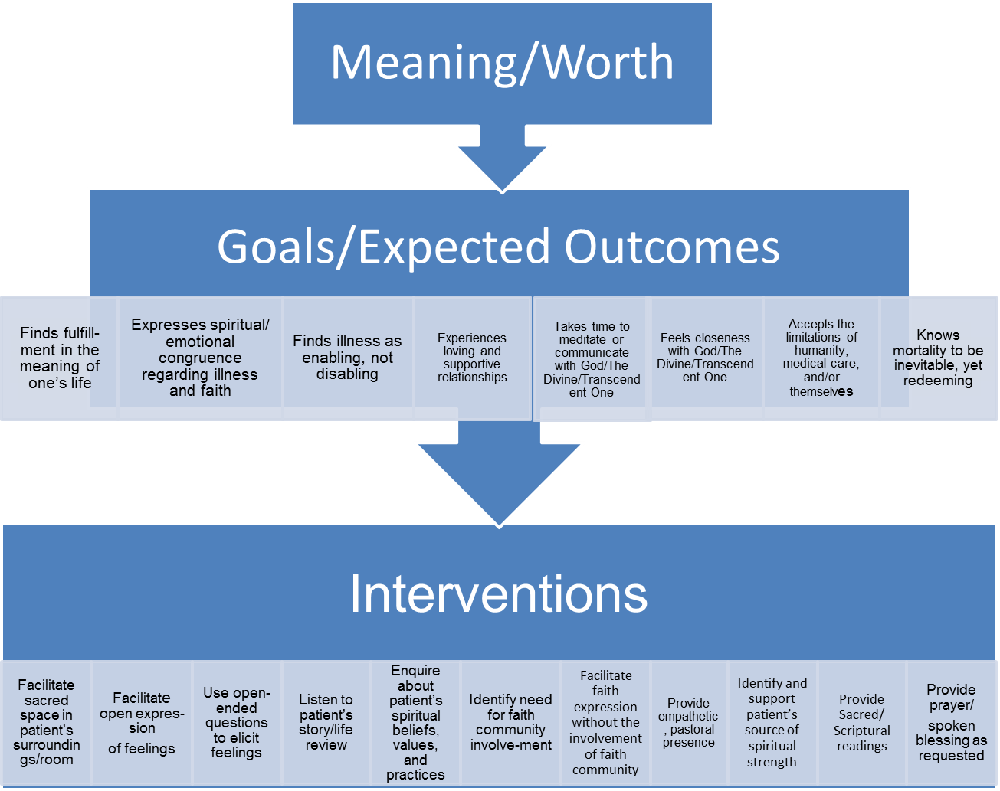 Meaning/Worth
Goals/Expected Outcomes
Finds fulfill-
ment in the
meaning of
one’s life
Expresses spiritual/
emotional
congruence
regarding illness
and faith
Finds illness as
enabling, not
disabling
Experiences
loving and
supportive
relationships
Takes time to
meditate or
communicate
with God/The
Divine/Transcend
ent One
Feels closeness
with God/The
Divine/Transcend
ent One
Accepts the
limitations of
humanity,
medical care,
and/or
themselves
Knows
mortality to be
inevitable, yet
redeeming
Interventions
Facilitate
sacred
space in
patient’s
surroundin
gs/room
Facilitate
open expres-
sion
of feelings
Use open-
ended
questions
to elicit
feelings
Listen to
patient’s
story/life
review
Enquire
about
patient’s
spiritual
beliefs,
values,
and
practices
Identify need
for faith
community
involve-ment
Facilitate
faith
expression
without the
involvement
of faith
community
Provide
empathetic
, pastoral
presence
Identify and
support
patient’s
source of
spiritual
strength
Provide
Sacred/
Scriptural
readings
Provide
prayer/
spoken
blessing as
requested